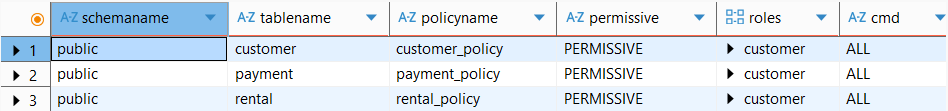 A-Z schemaname A-Z tablename A-Z policyname A-Z permissive roles A-Z cmd
1 public customer customer_policy PERMISSIVE customer ALL
2 public payment payment_policy PERMISSIVE customer ALL
3 public rental rental_policy PERMISSIVE customer ALL